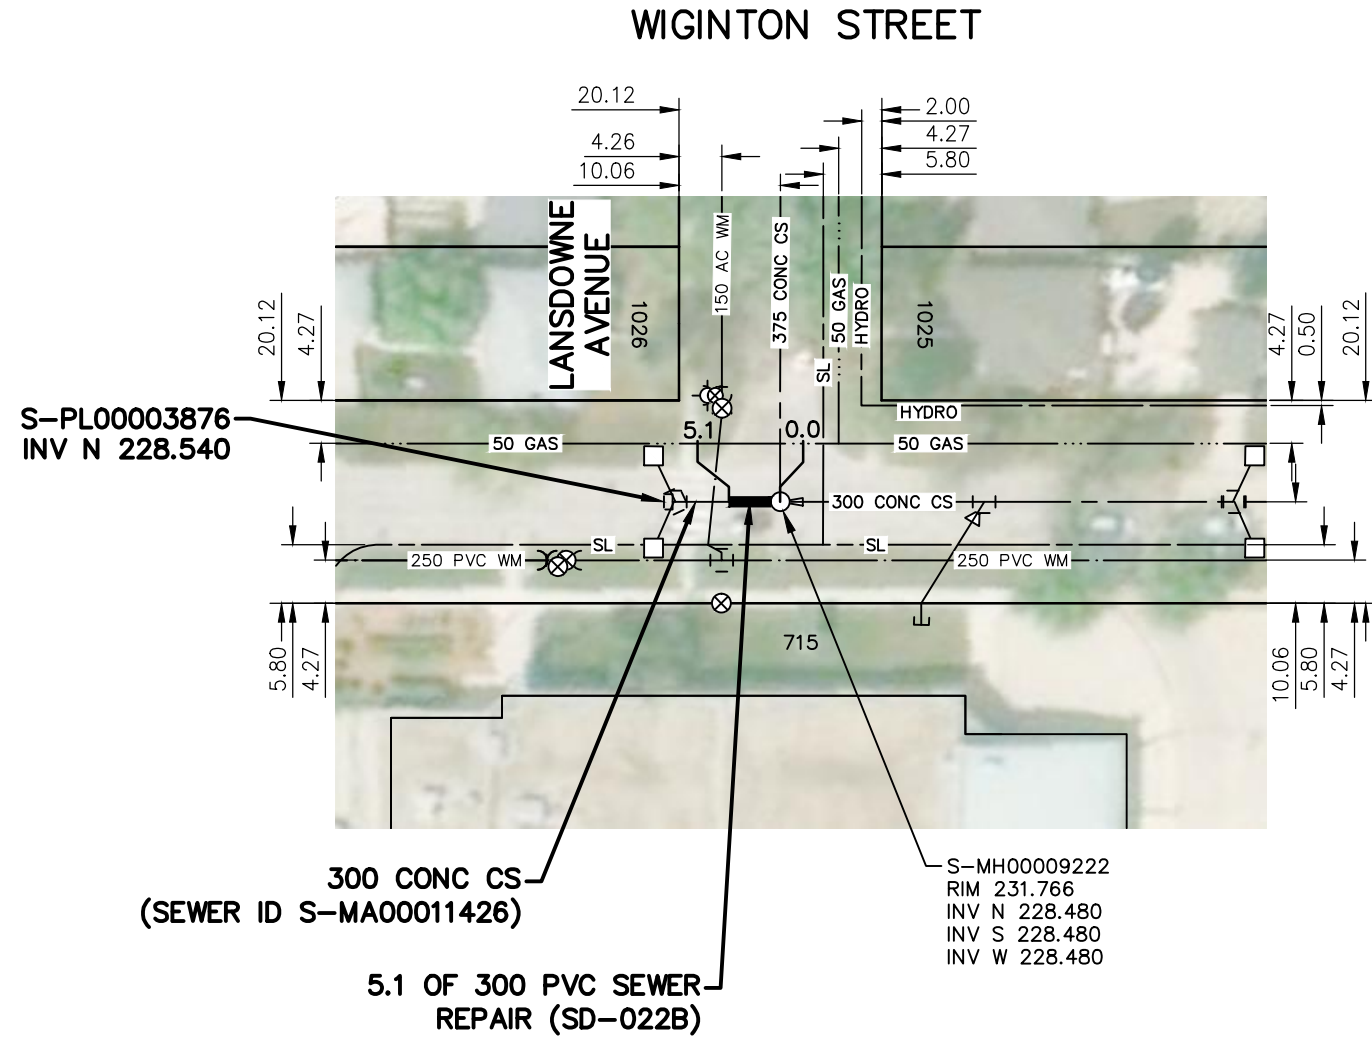 WIGINTON STREET
20.12
4.26
10.06
2.00
4.27
5.80
LANSDOWNE
AVENUE
1026
150 AC WM
375 CONC CS
SL
50 GAS
HYDRO
1025
20.12
4.27
4.27
0.50
20.12
S-PL00003876
INV N 228.540
HYDRO
50 GAS
5.1
0.0
50 GAS
300 CONC CS
SL
SL
250 PVC WM
250 PVC WM
5.80
4.27
715
10.06
5.80
4.27
300 CONC CS
(SEWER ID S-MA00011426)
S-MH00009222
RIM 231.766
INV N 228.480
INV S 228.480
INV W 228.480
5.1 OF 300 PVC SEWER
REPAIR (SD-022B)